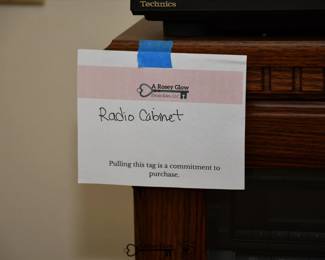 Technics
A Rosey Glow
Radio Cabinet
Pulling this tag is a commitment to
purchase.